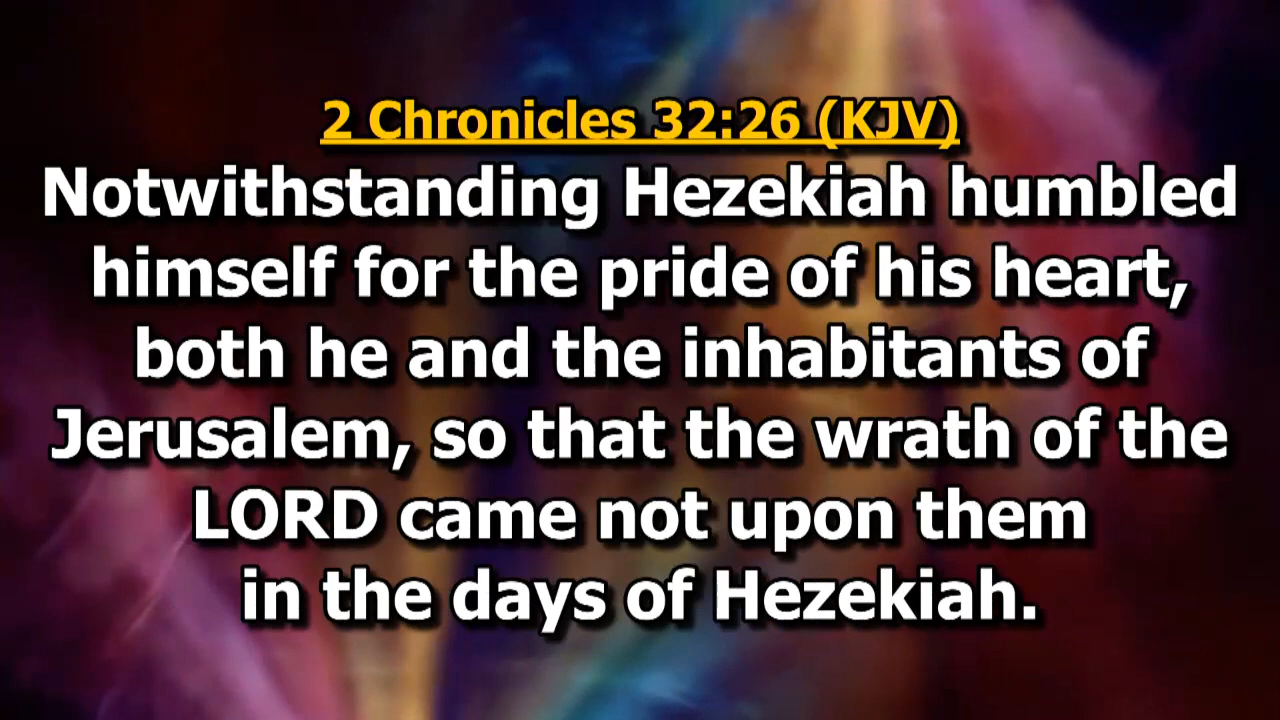 2 Chronicles 32:26 (KJV)
Notwithstanding Hezekiah humbled
himself for the pride of his heart,
both he and the inhabitants of
Jerusalem, so that the wrath of the
LORD came not upon them
in the days of Hezekiah.